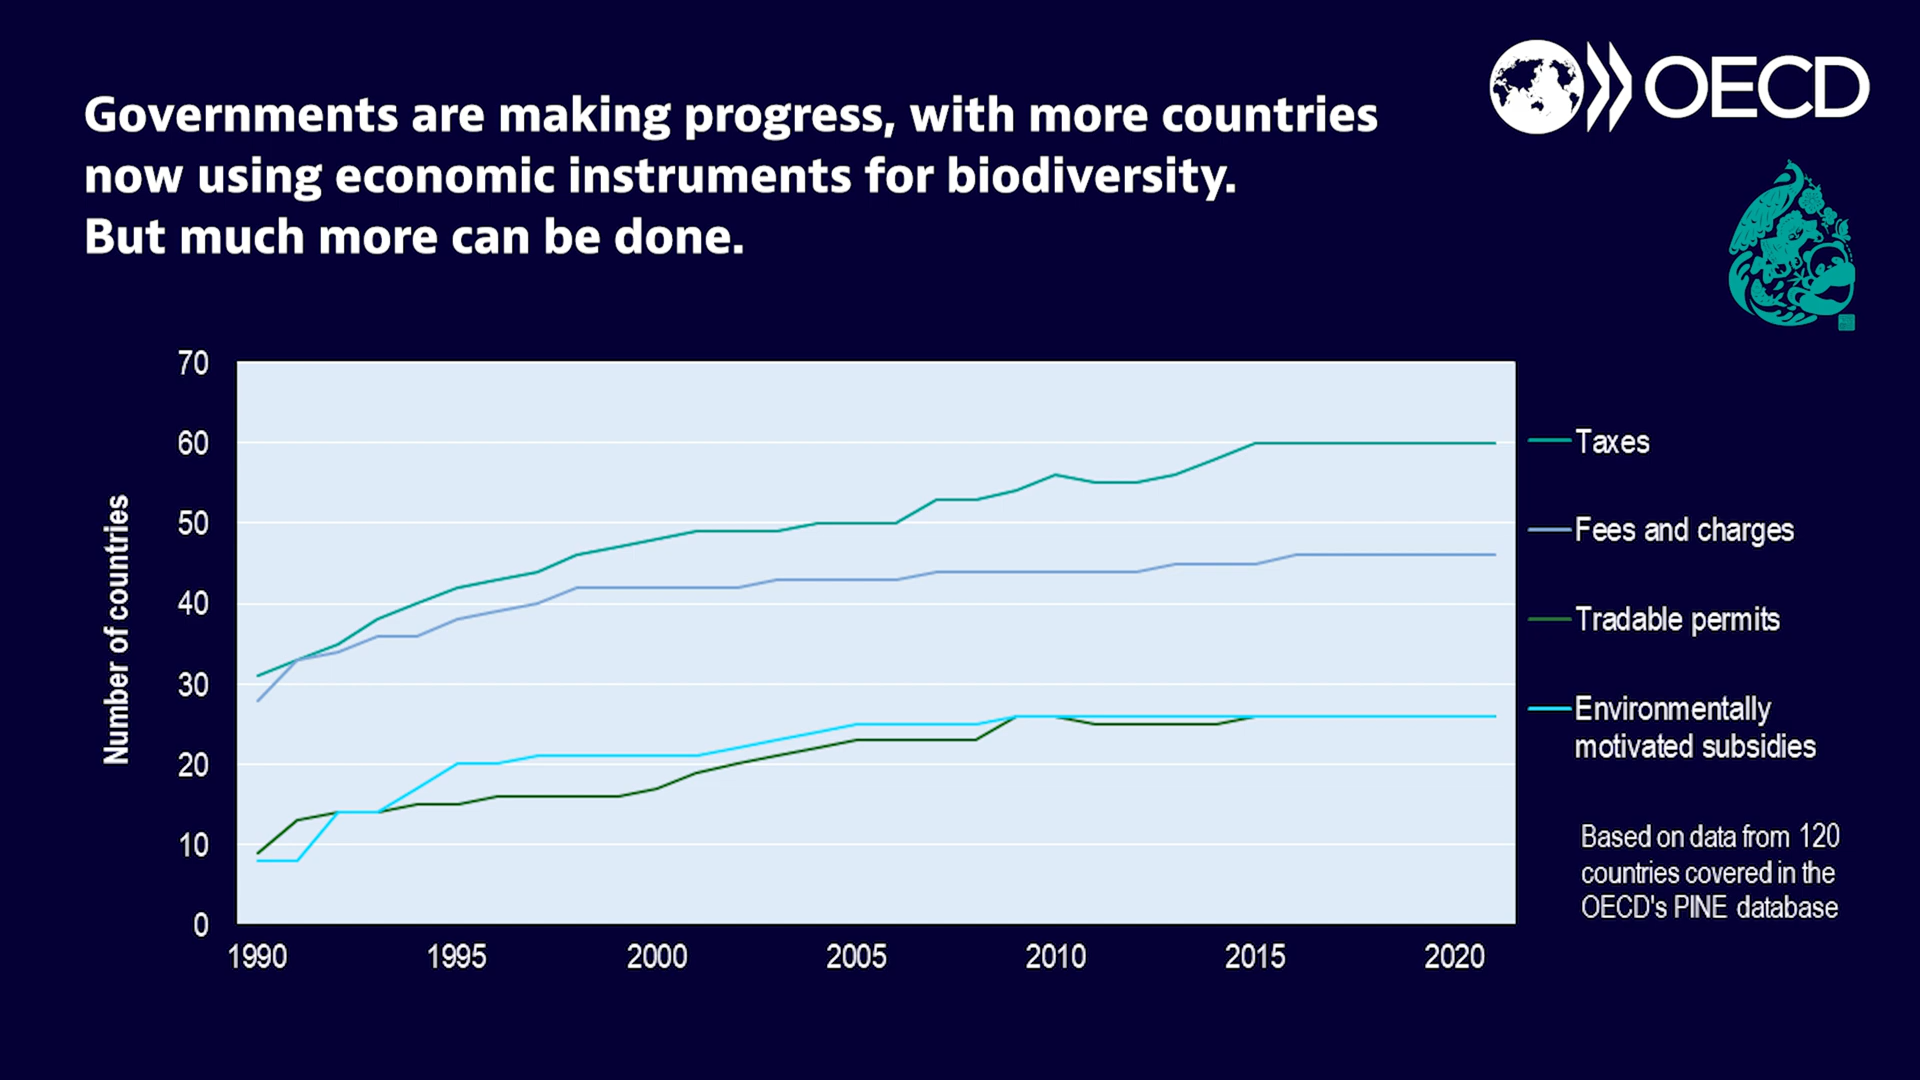 Governments are making progress, with more countries
now using economic instruments for biodiversity.
But much more can be done.
OECD
70
60
50
40
30
20
10
0
Number of countries
1990 1995 2000 2005 2010 2015 2020
Taxes
Fees and charges
Tradable permits
Environmentally
motivated subsidies
Based on data from 120
countries covered in the
OECD's PINE database